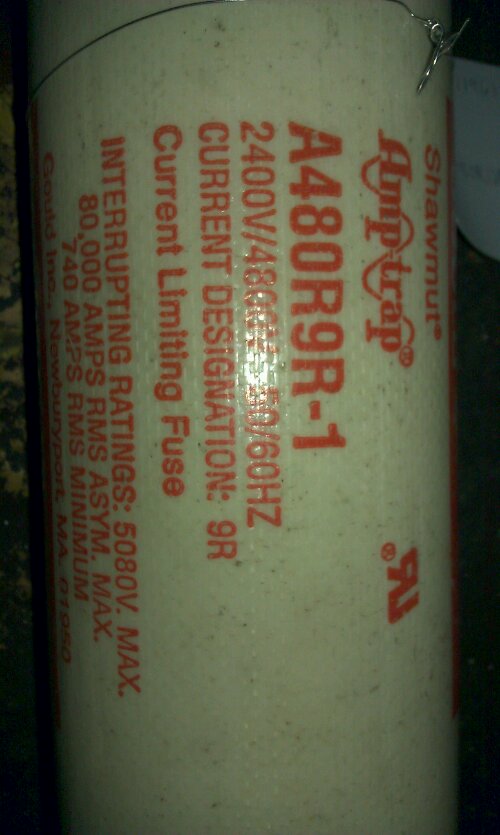 Shawmut®
Amp-trap®
A480R9R-1
2400V/4800V 50/60HZ
CURRENT DESIGNATION: 9R
Current Limiting Fuse
INTERRUPTING RATINGS: 5080V. MAX.
80,000 AMPS RMS ASYM. MAX.
740 AMPS RMS MINIMUM
Gould Inc., Newburyport, MA. 01950
RU®